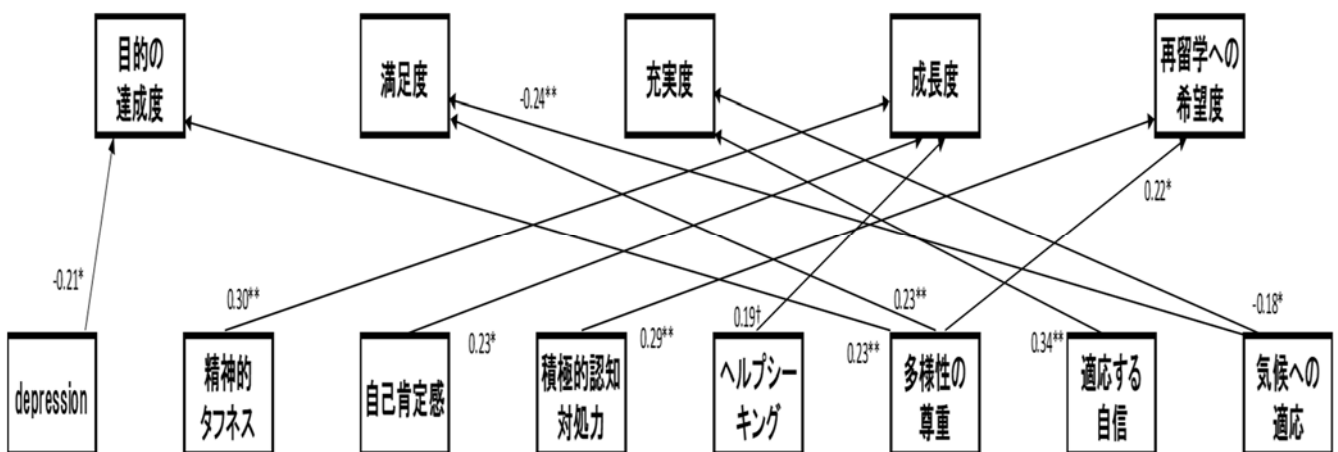 目的の
達成度
満足度
充実度
成長度
再留学への
希望度
-0.24**
0.22*
-0.21*
0.30**
0.23*
0.29**
0.19†
0.23**
0.23**
0.34**
-0.18*
depression
精神的
タフネス
自己肯定感
積極的認知
対処力
ヘルプシー
キング
多様性の
尊重
適応する
自信
気候への
適応